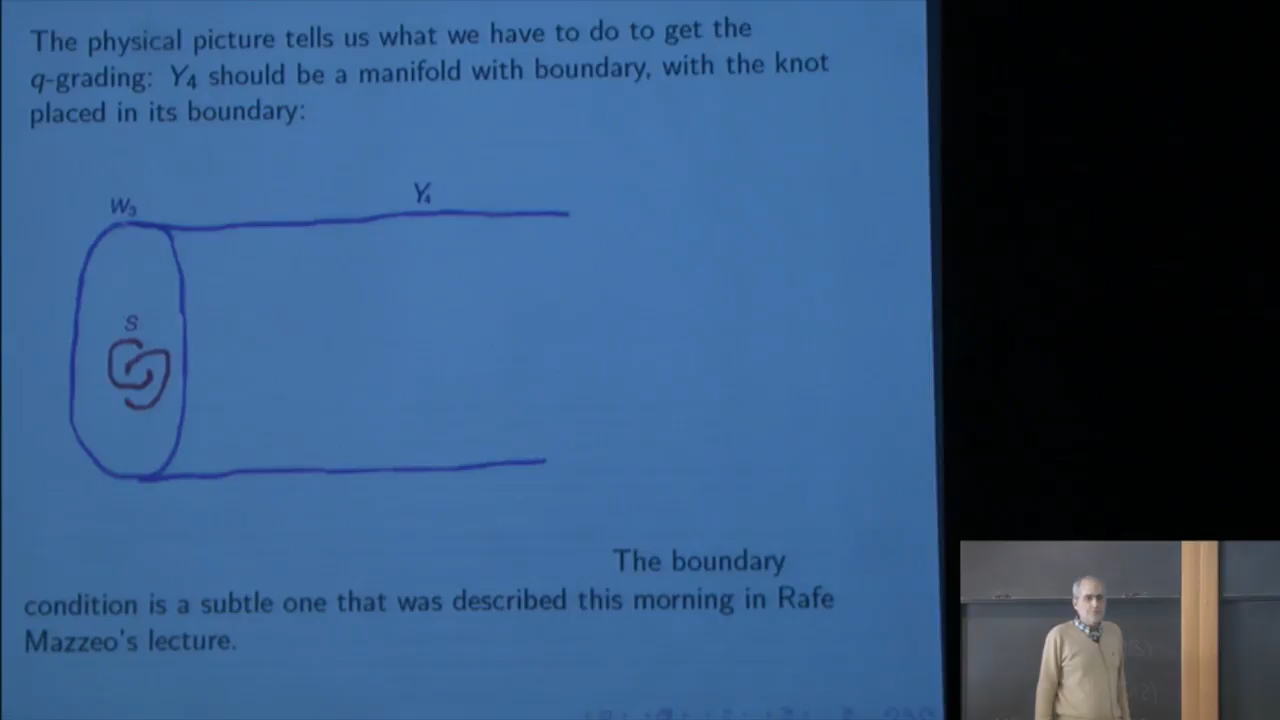 The physical picture tells us what we have to do to get the
q-grading: Y₄ should be a manifold with boundary, with the knot
placed in its boundary:
W₃
Y₄
S
The boundary
condition is a subtle one that was described this morning in Rafe
Mazzeo's lecture.